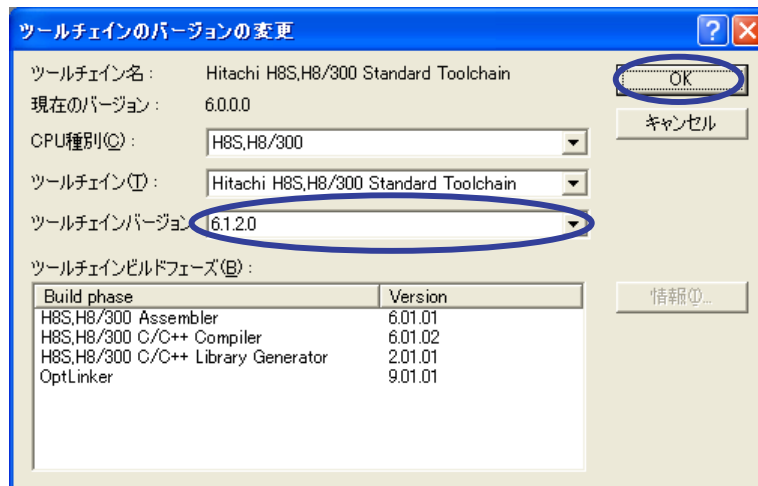 ツールチェインのバージョンの変更
ツールチェイン名： Hitachi H8S,H8/300 Standard Toolchain
OK
現在のバージョン： 6.0.0.0
キャンセル
CPU種別(C)： H8S,H8/300
ツールチェイン(T)： Hitachi H8S,H8/300 Standard Toolchain
ツールチェインバージョン 6.1.2.0
ツールチェインビルドフェーズ(B)：
Build phase Version
情報(I)...
H8S,H8/300 Assembler 6.01.01
H8S,H8/300 C/C++ Compiler 6.01.02
H8S,H8/300 C/C++ Library Generator 2.01.01
OptLinker 9.01.01